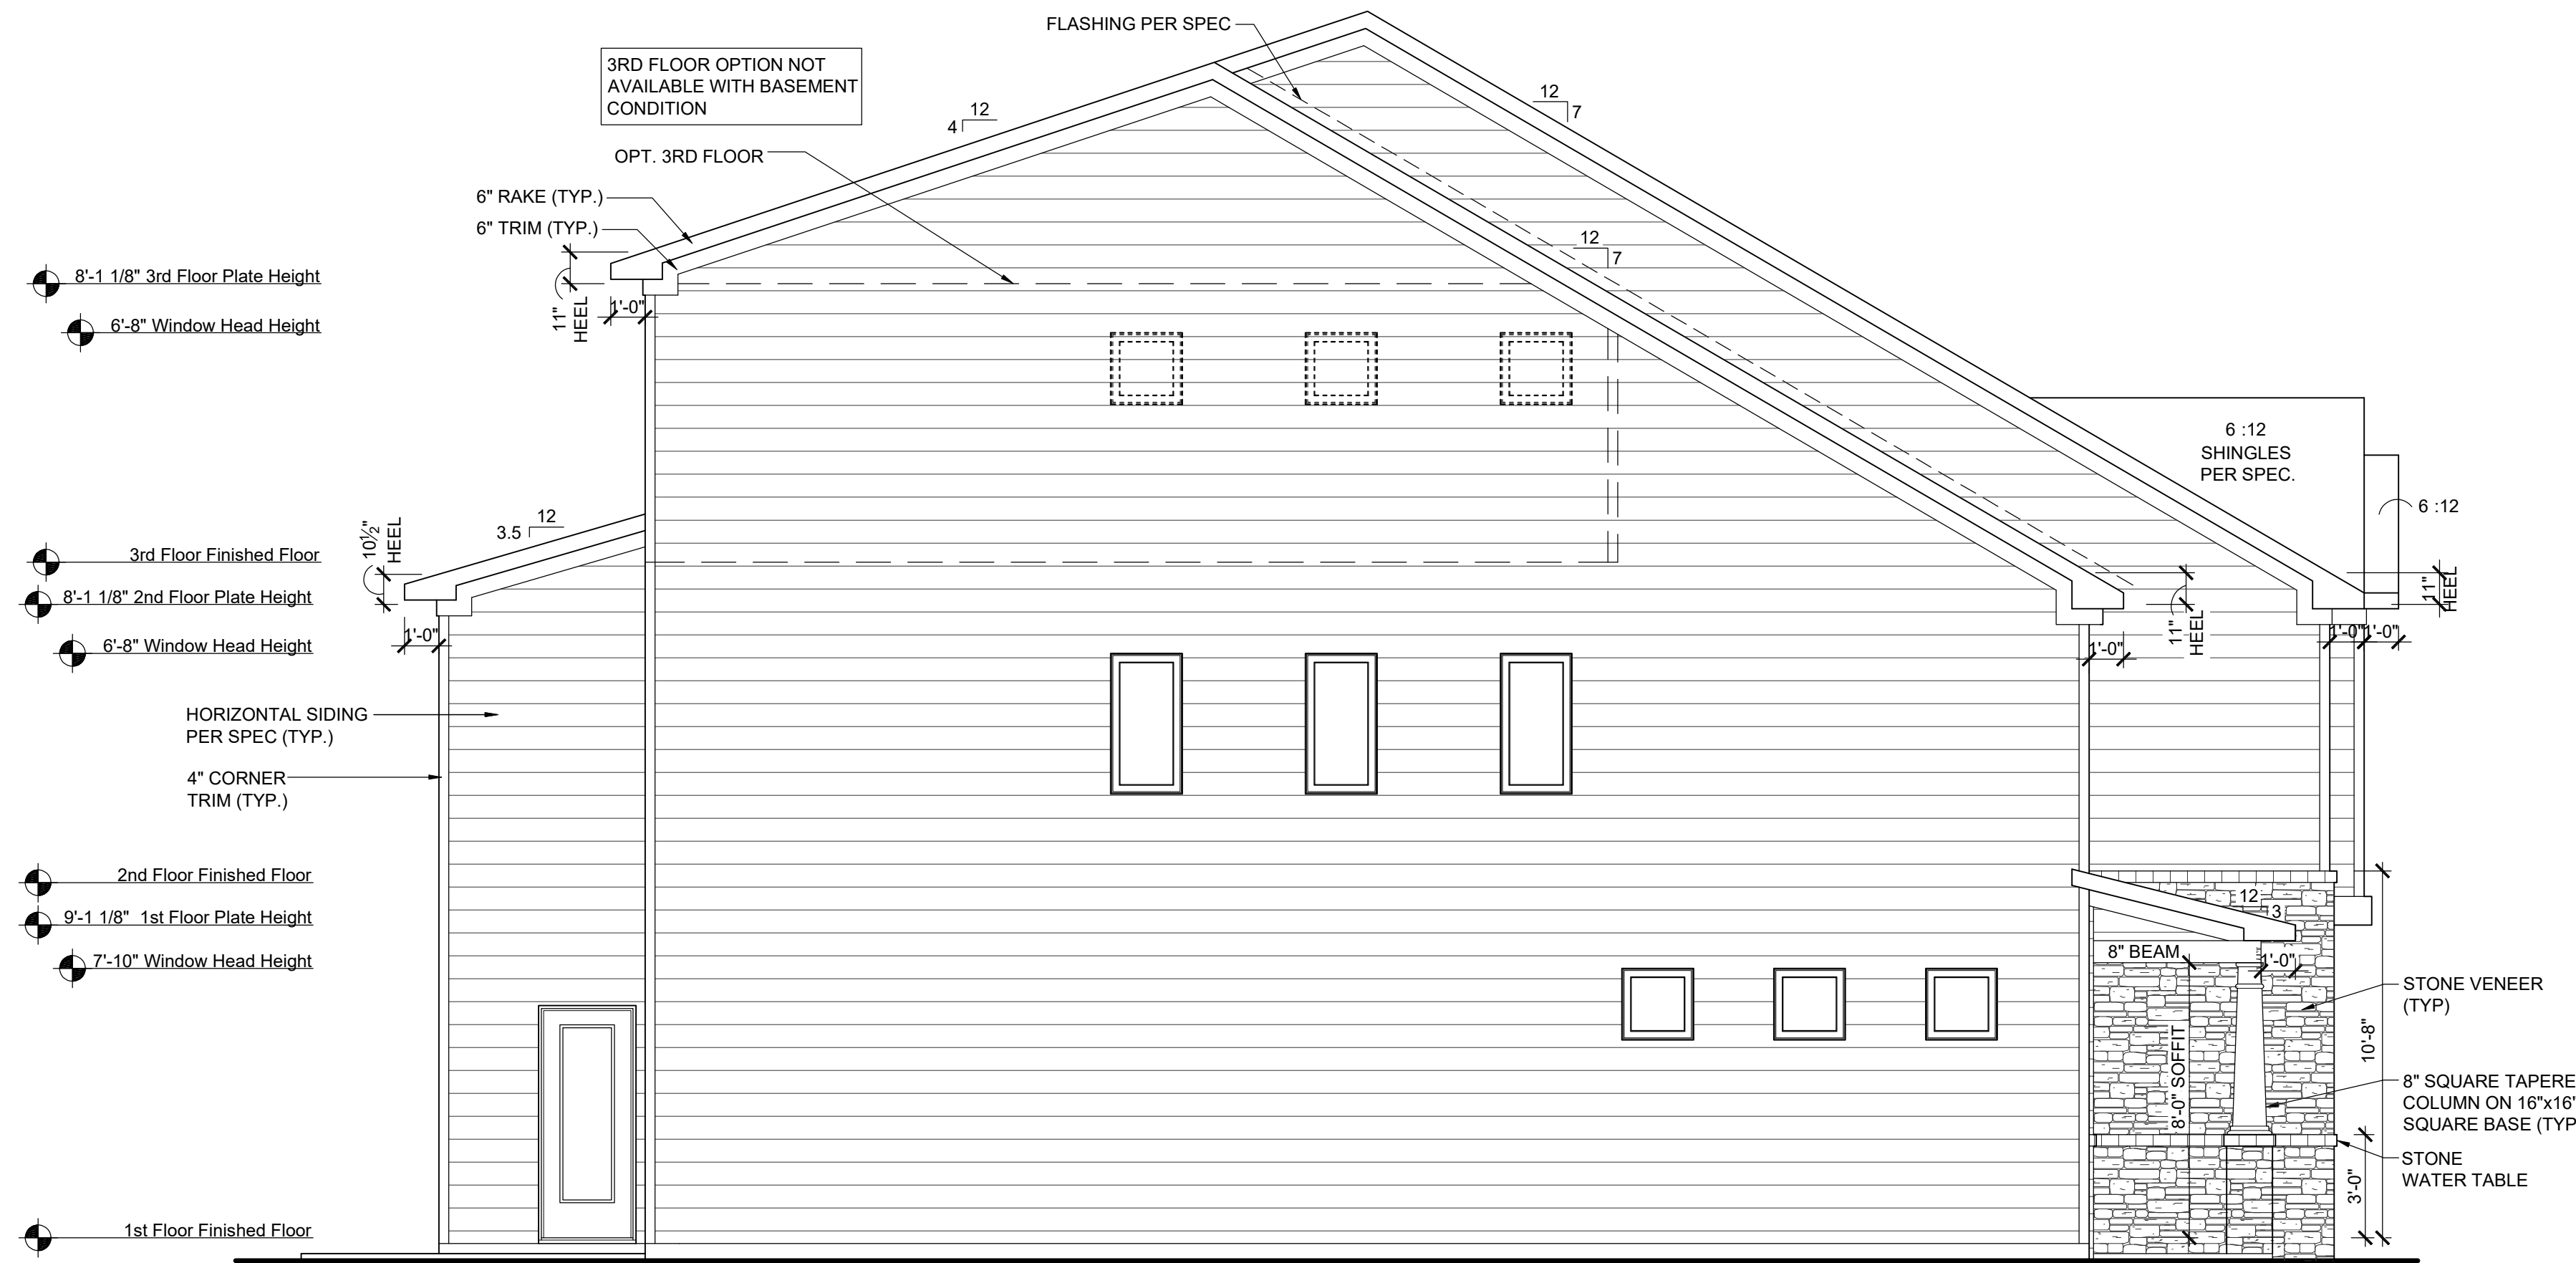 FLASHING PER SPEC
3RD FLOOR OPTION NOT
AVAILABLE WITH BASEMENT
CONDITION
12
7
12
4
OPT. 3RD FLOOR
6" RAKE (TYP.)
6" TRIM (TYP.)
12
7
8'-1 1/8" 3rd Floor Plate Height
11"
HEEL
1'-0"
6'-8" Window Head Height
6 :12
SHINGLES
PER SPEC.
6 :12
12
3.5
10½"
HEEL
3rd Floor Finished Floor
8'-1 1/8" 2nd Floor Plate Height
11"
HEEL
11"
HEEL
1'-0"
1'-0"
1'-0"
1'-0"
6'-8" Window Head Height
HORIZONTAL SIDING
PER SPEC (TYP.)
4" CORNER
TRIM (TYP.)
2nd Floor Finished Floor
12
3
9'-1 1/8" 1st Floor Plate Height
8" BEAM
1'-0"
7'-10" Window Head Height
STONE VENEER
(TYP)
10'-8"
8'-0" SOFFIT
8" SQUARE TAPERE
COLUMN ON 16"x16"
SQUARE BASE (TYP
STONE
WATER TABLE
3'-0"
1st Floor Finished Floor